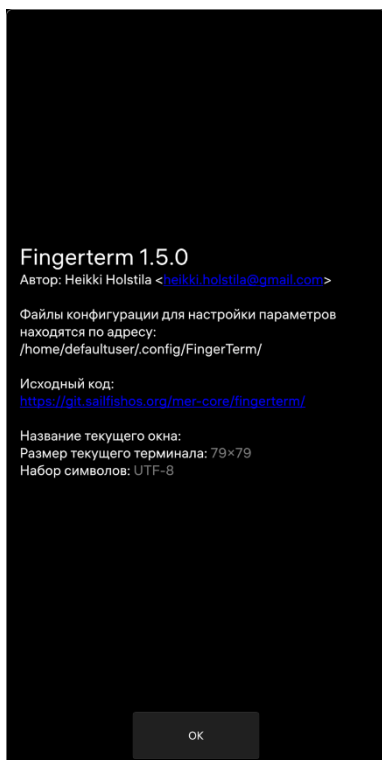 Fingerterm 1.5.0
Автор: Heikki Holstila <heikki.holstila@gmail.com>
Файлы конфигурации для настройки параметров
находятся по адресу:
/home/defaultuser/.config/FingerTerm/
Исходный код:
https://git.sailfishos.org/mer-core/fingerterm/
Название текущего окна:
Размер текущего терминала: 79×79
Набор символов: UTF-8
ОК